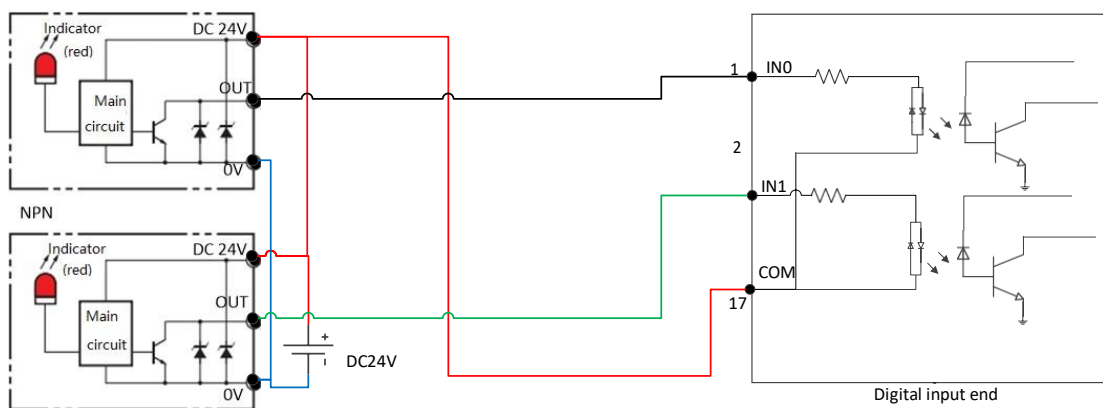 Indicator
(red)
DC 24V
OUT
Main
circuit
0V
NPN
Indicator
(red)
DC 24V
OUT
Main
circuit
0V
+
-
DC24V
1
IN0
2
IN1
COM
17
Digital input end